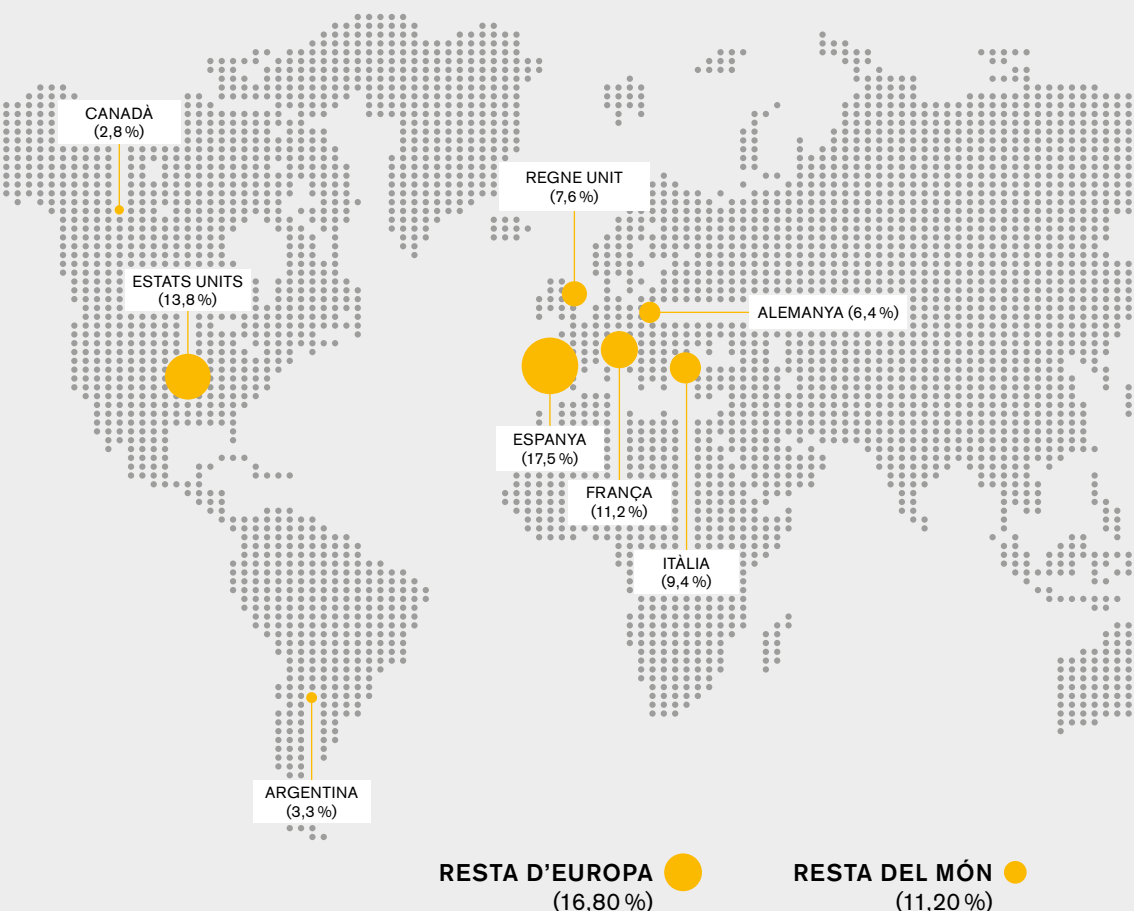 CANADÀ
(2,8 %)
REGNE UNIT
(7,6 %)
ESTATS UNITS
(13,8 %)
ALEMANYA (6,4 %)
ESPANYA
(17,5 %)
FRANÇA
(11,2 %)
ITÀLIA
(9,4 %)
ARGENTINA
(3,3 %)
RESTA D’EUROPA
(16,80 %)
RESTA DEL MÓN
(11,20 %)